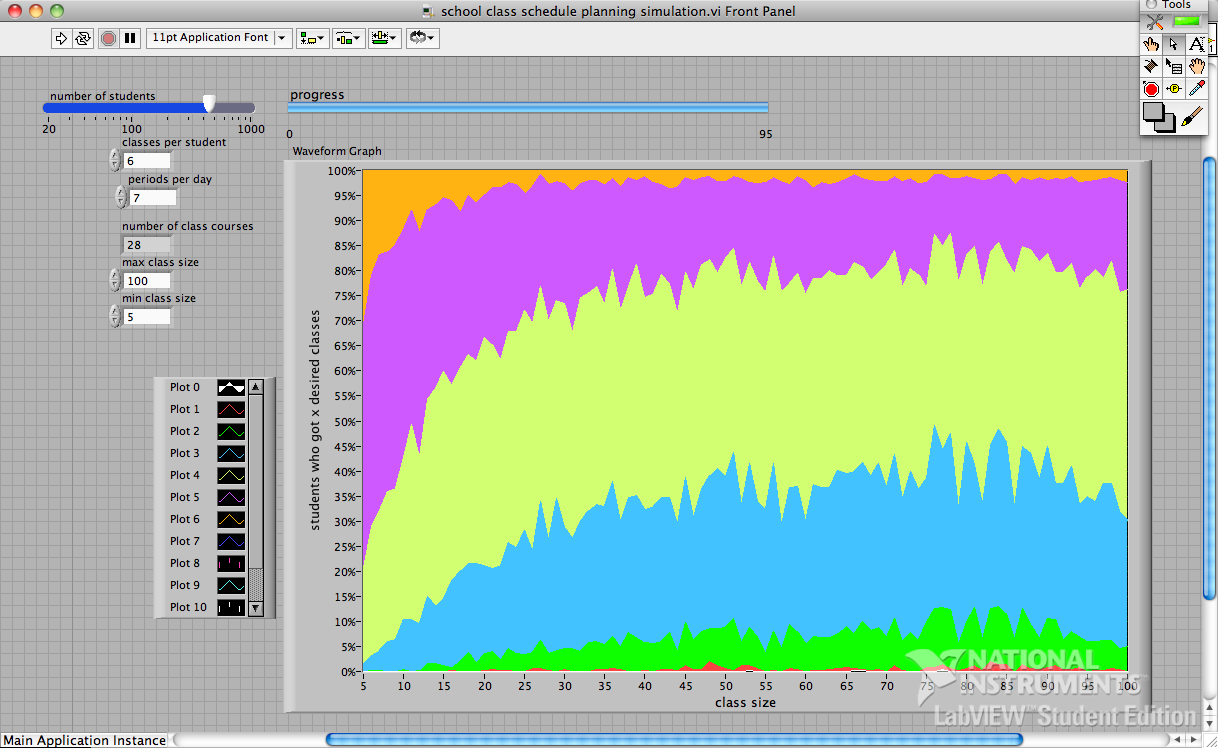 school class schedule planning simulation.vi Front Panel
Tools
11pt Application Font
number of students
20 100 1000
classes per student
6
periods per day
7
number of class courses
28
max class size
100
min class size
5
progress
0 95
Waveform Graph
100%
95%
90%
85%
80%
75%
70%
65%
60%
55%
50%
45%
40%
35%
30%
25%
20%
15%
10%
5%
0%
students who got x desired classes
5 10 15 20 25 30 35 40 45 50 55 60 65 70 75 80 85 90 95 100
class size
Plot 0
Plot 1
Plot 2
Plot 3
Plot 4
Plot 5
Plot 6
Plot 7
Plot 8
Plot 9
Plot 10
NATIONAL
INSTRUMENTS™
LabVIEW™ Student Edition
Main Application Instance